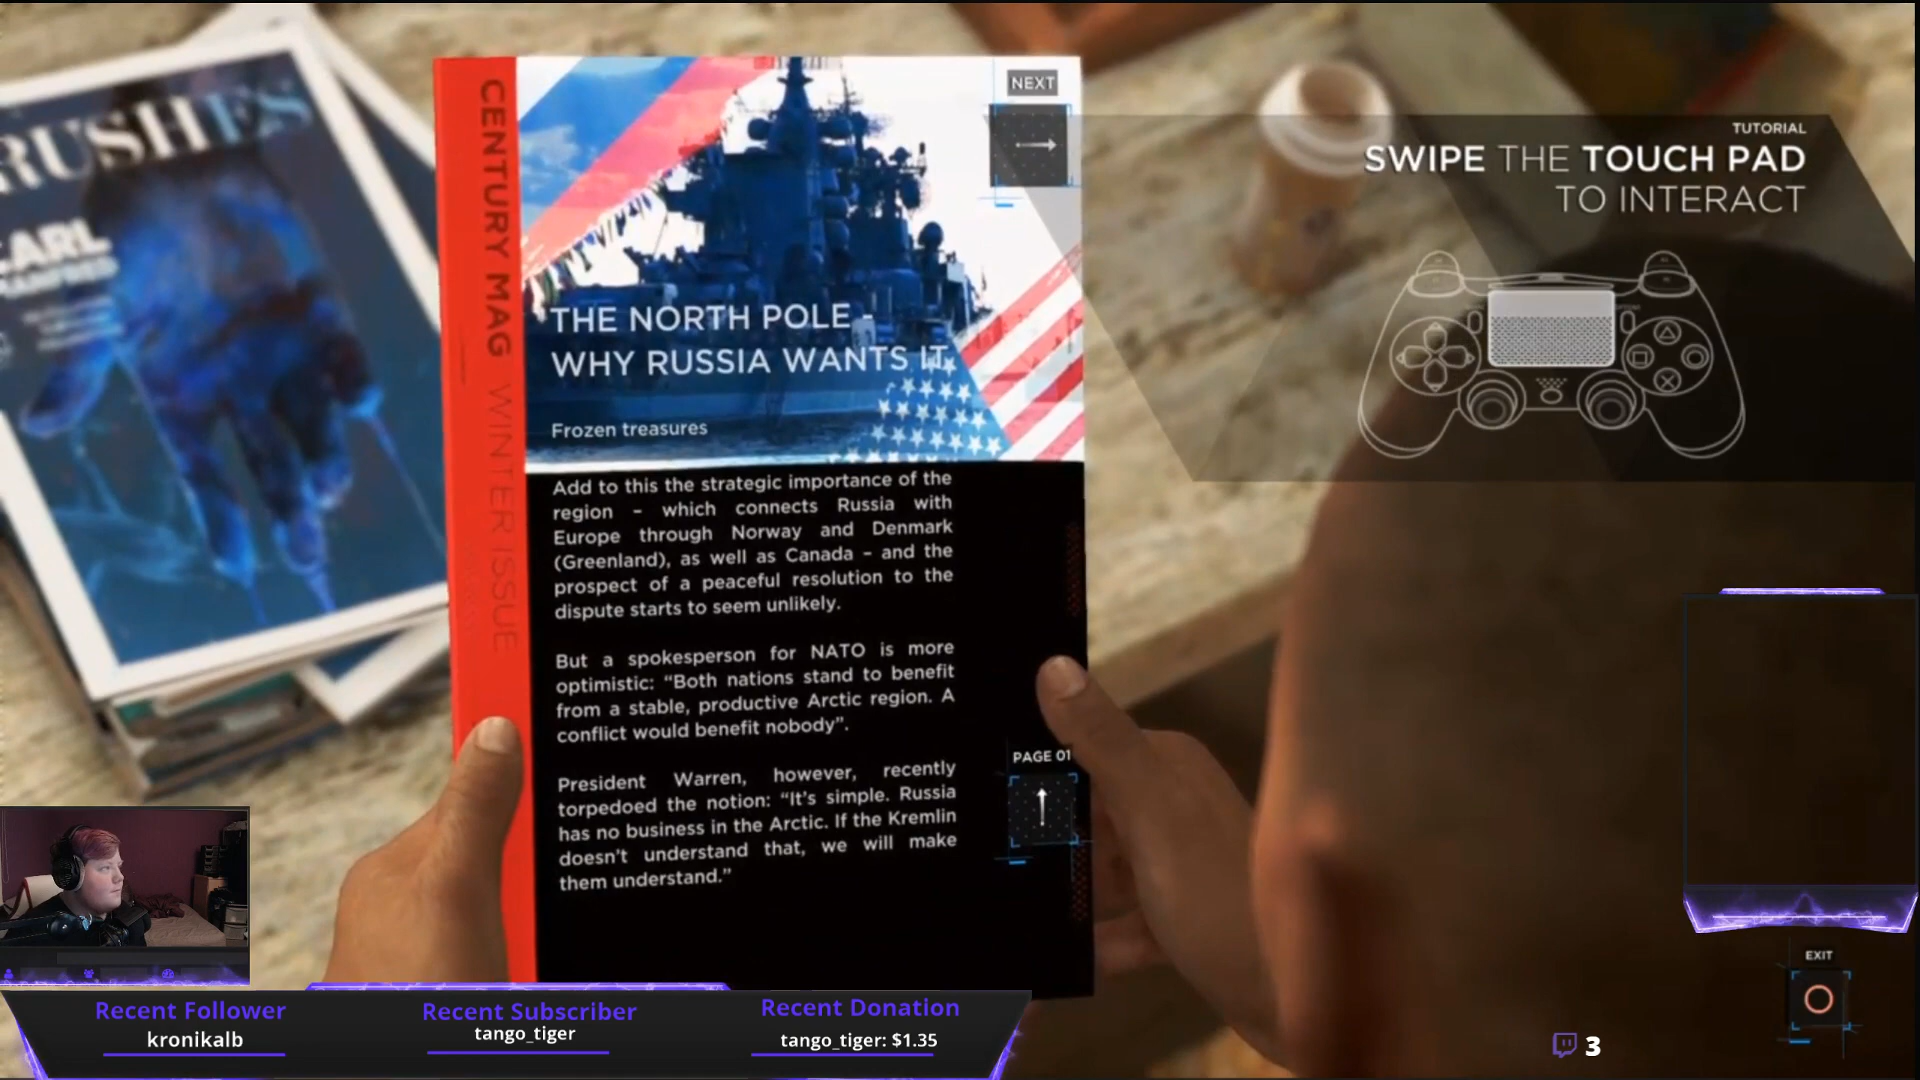 RUSHES
CARL
MANFRED
CENTURY MAG WINTER ISSUE
NEXT
THE NORTH POLE -
WHY RUSSIA WANTS IT
Frozen treasures
Add to this the strategic importance of the
region - which connects Russia with
Europe through Norway and Denmark
(Greenland), as well as Canada - and the
prospect of a peaceful resolution to the
dispute starts to seem unlikely.
But a spokesperson for NATO is more
optimistic: “Both nations stand to benefit
from a stable, productive Arctic region. A
conflict would benefit nobody”.
President Warren, however, recently
torpedoed the notion: “It’s simple. Russia
has no business in the Arctic. If the Kremlin
doesn’t understand that, we will make
them understand.”
PAGE 01
TUTORIAL
SWIPE THE TOUCH PAD
TO INTERACT
EXIT
Recent Follower
kronikalb
Recent Subscriber
tango_tiger
Recent Donation
tango_tiger: $1.35
3